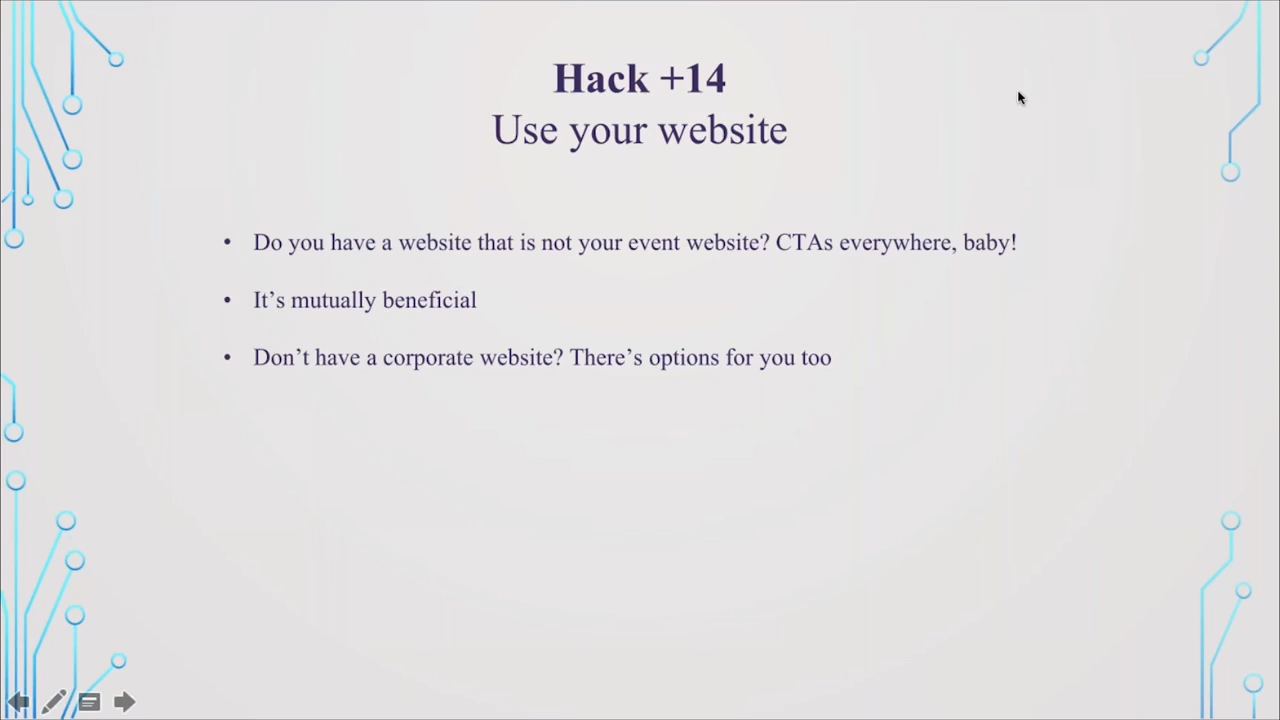 Hack +14
Use your website
• Do you have a website that is not your event website? CTAs everywhere, baby!
• It’s mutually beneficial
• Don’t have a corporate website? There’s options for you too